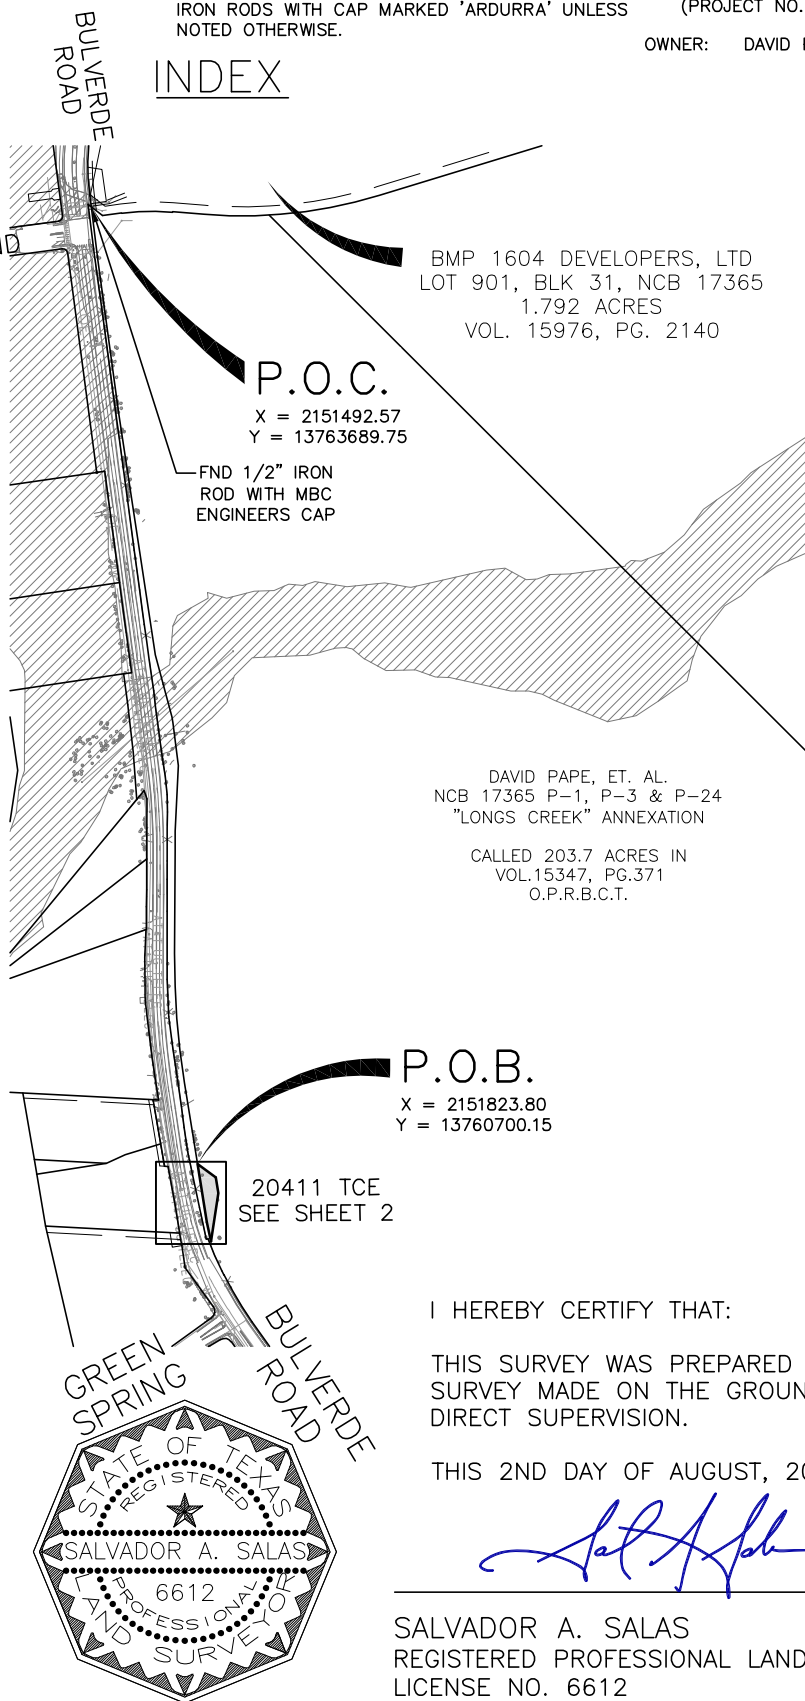 IRON RODS WITH CAP MARKED 'ARDURRA' UNLESS
NOTED OTHERWISE.
(PROJECT NO.
OWNER: DAVID
INDEX
BULVERDE
ROAD
BMP 1604 DEVELOPERS, LTD
LOT 901, BLK 31, NCB 17365
1.792 ACRES
VOL. 15976, PG. 2140
P.O.C.
X = 2151492.57
Y = 13763689.75
FND 1/2" IRON
ROD WITH MBC
ENGINEERS CAP
DAVID PAPE, ET. AL.
NCB 17365 P-1, P-3 & P-24
"LONGS CREEK" ANNEXATION
CALLED 203.7 ACRES IN
VOL.15347, PG.371
O.P.R.B.C.T.
P.O.B.
X = 2151823.80
Y = 13760700.15
20411 TCE
SEE SHEET 2
GREEN
SPRING
BULVERDE
ROAD
I HEREBY CERTIFY THAT:
THIS SURVEY WAS PREPARED
SURVEY MADE ON THE GROUN
DIRECT SUPERVISION.
THIS 2ND DAY OF AUGUST, 20
STATE OF TEXAS
REGISTERED
SALVADOR A. SALAS
6612
PROFESSIONAL
LAND SURVEYOR
SALVADOR A. SALAS
REGISTERED PROFESSIONAL LAND
LICENSE NO. 6612